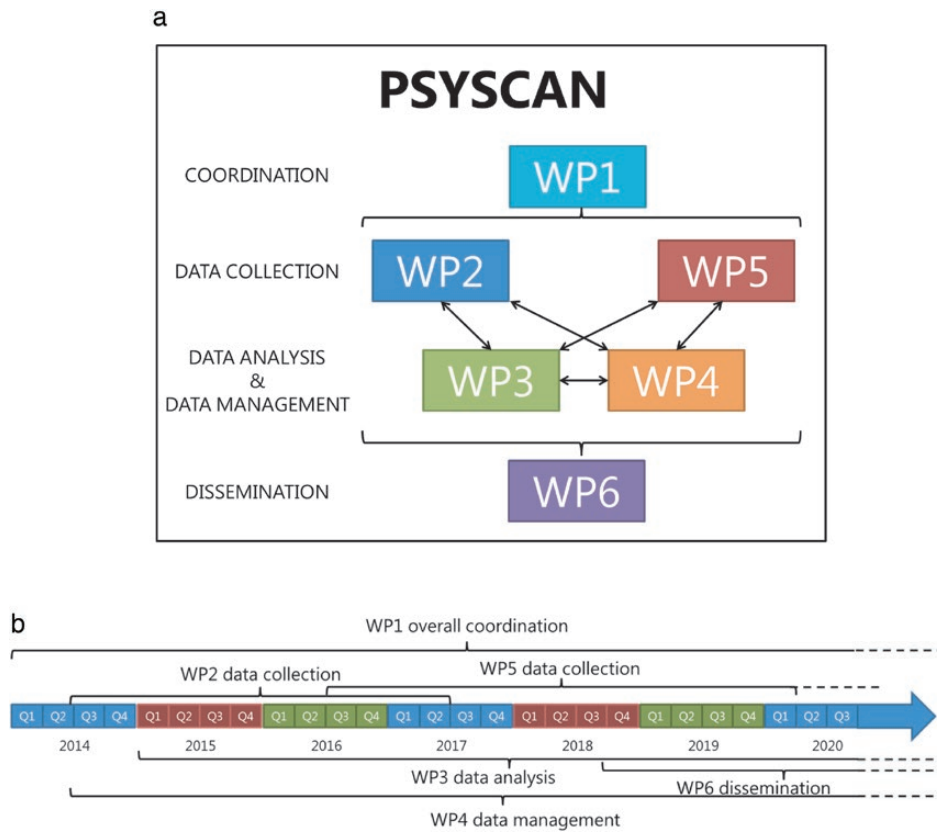 a
PSYSCAN
COORDINATION
WP1
DATA COLLECTION
WP2
WP5
DATA ANALYSIS
&
DATA MANAGEMENT
WP3
WP4
DISSEMINATION
WP6
b
WP1 overall coordination
WP2 data collection
WP5 data collection
Q1 Q2 Q3 Q4 Q1 Q2 Q3 Q4 Q1 Q2 Q3 Q4 Q1 Q2 Q3 Q4 Q1 Q2 Q3 Q4 Q1 Q2 Q3 Q4 Q1 Q2 Q3
2014 2015 2016 2017 2018 2019 2020
WP3 data analysis
WP6 dissemination
WP4 data management